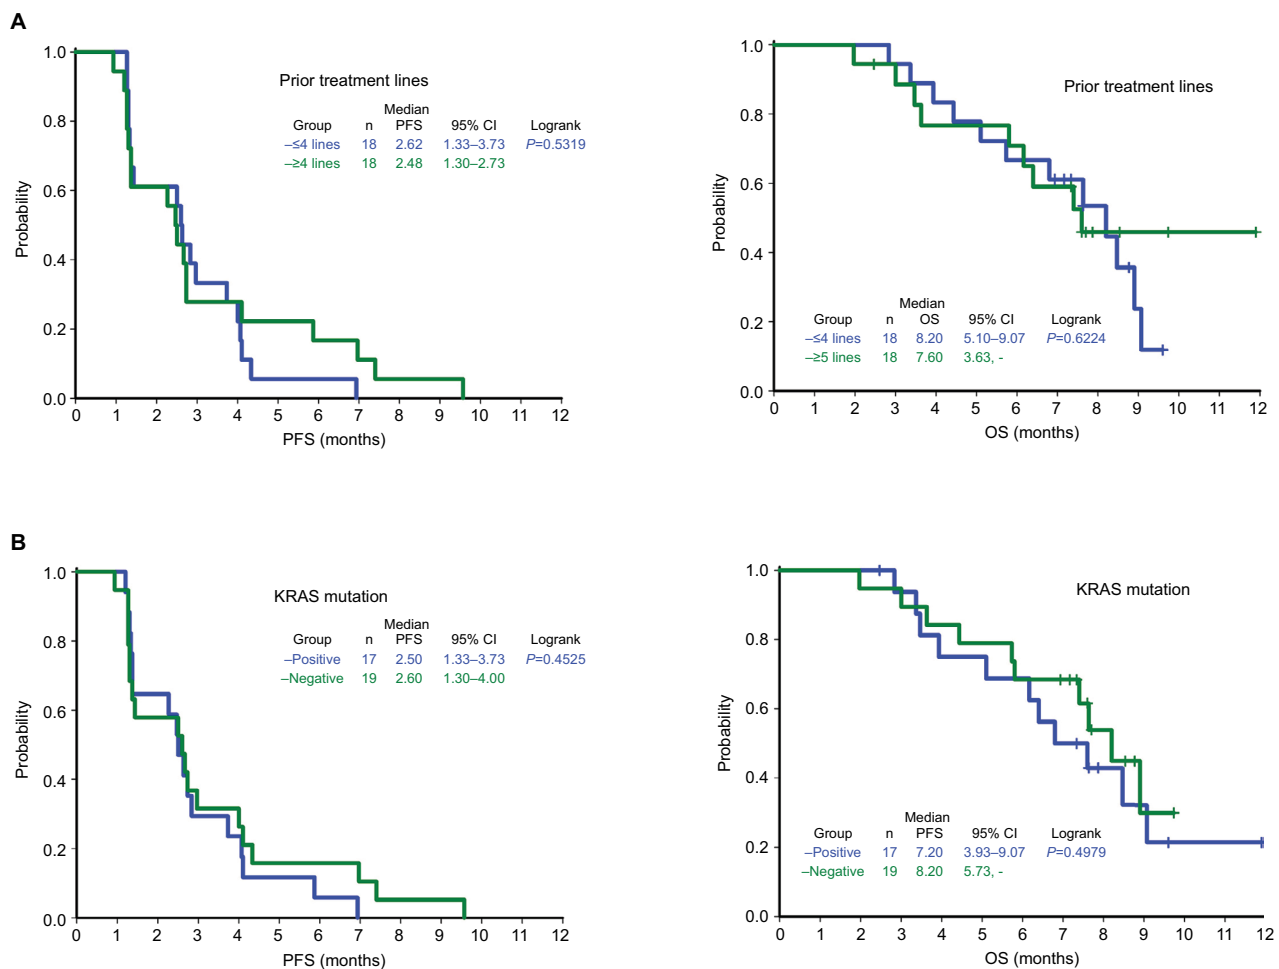 A
Prior treatment lines
Median
Group n PFS 95% CI Logrank
–≤4 lines 18 2.62 1.33–3.73 P=0.5319
–≥4 lines 18 2.48 1.30–2.73
Probability
1.0
0.8
0.6
0.4
0.2
0.0
0 1 2 3 4 5 6 7 8 9 10 11 12
PFS (months)
Prior treatment lines
Median
Group n OS 95% CI Logrank
–≤4 lines 18 8.20 5.10–9.07 P=0.6224
–≥5 lines 18 7.60 3.63, -
Probability
1.0
0.8
0.6
0.4
0.2
0.0
0 1 2 3 4 5 6 7 8 9 10 11 12
OS (months)
B
KRAS mutation
Median
Group n PFS 95% CI Logrank
–Positive 17 2.50 1.33–3.73 P=0.4525
–Negative 19 2.60 1.30–4.00
Probability
1.0
0.8
0.6
0.4
0.2
0.0
0 1 2 3 4 5 6 7 8 9 10 11 12
PFS (months)
KRAS mutation
Median
Group n PFS 95% CI Logrank
–Positive 17 7.20 3.93–9.07 P=0.4979
–Negative 19 8.20 5.73, -
Probability
1.0
0.8
0.6
0.4
0.2
0.0
0 1 2 3 4 5 6 7 8 9 10 11 12
OS (months)